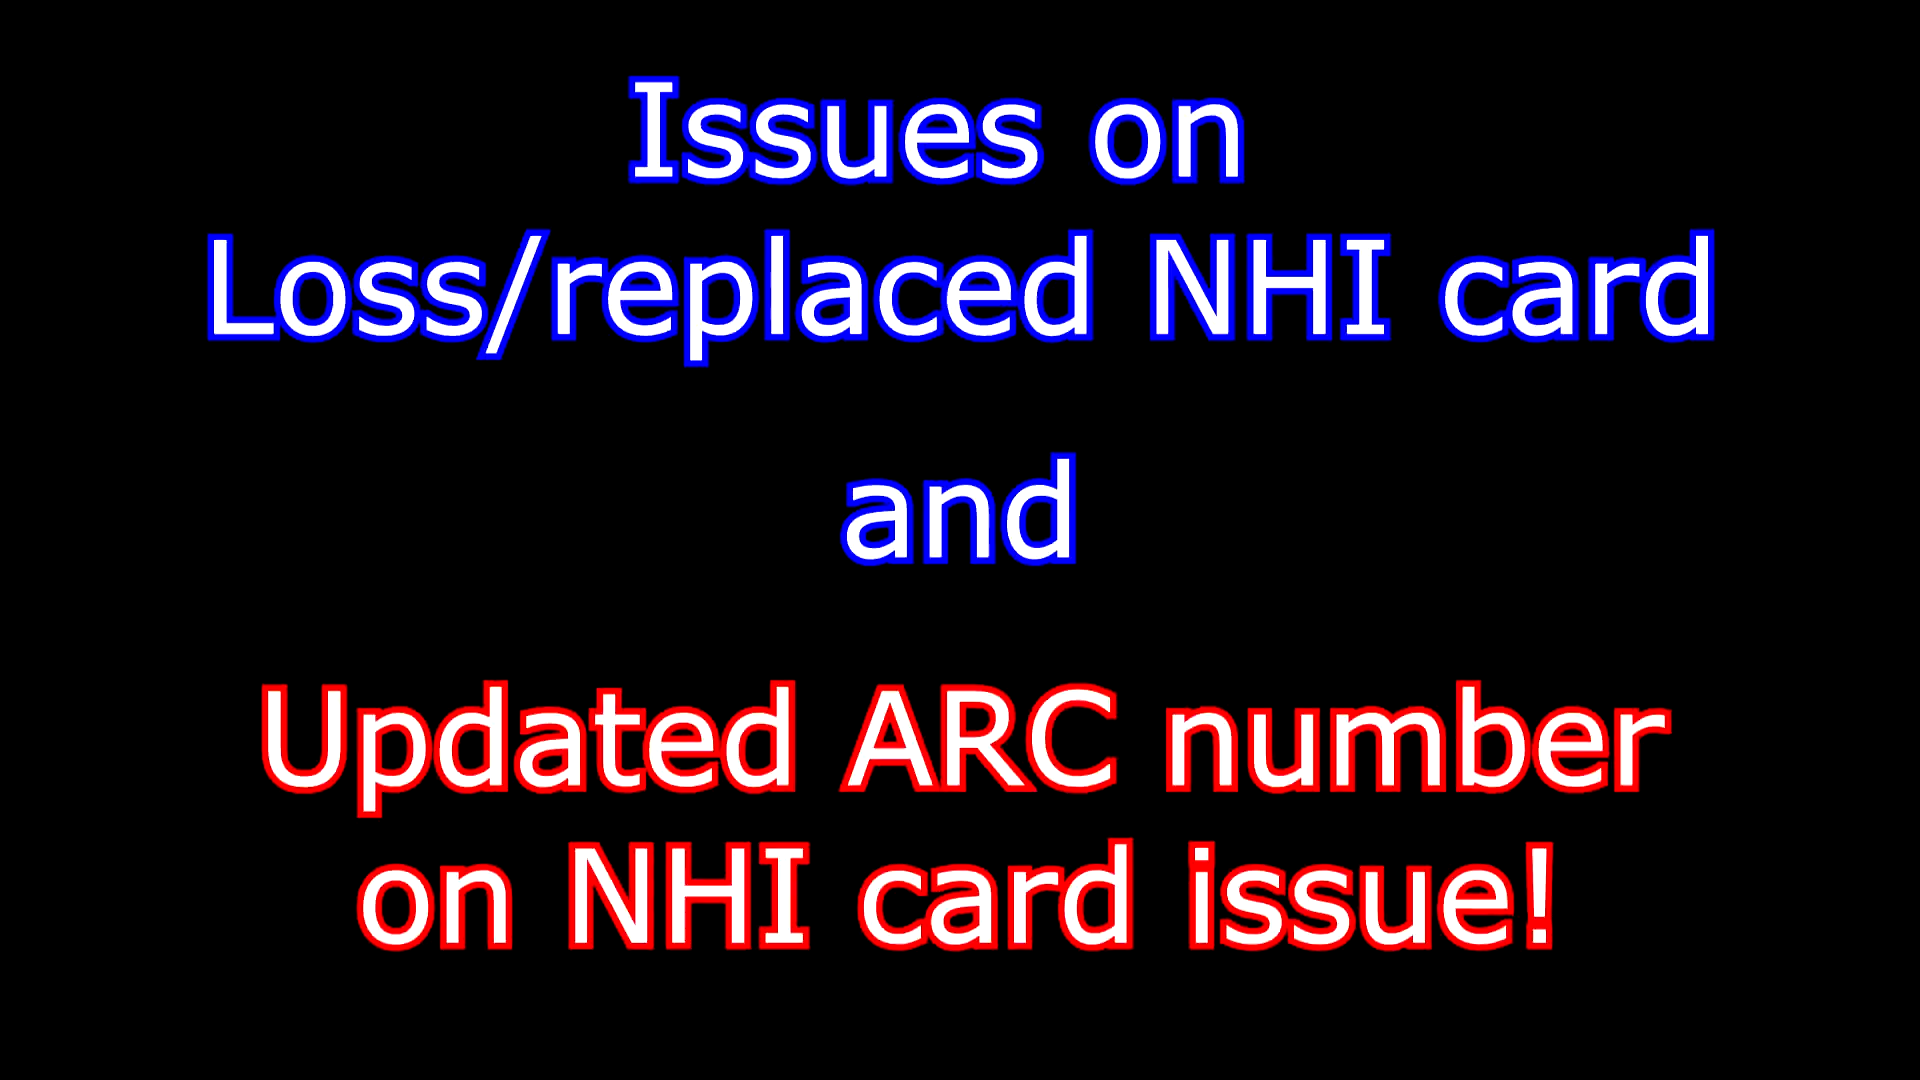 Issues on
Loss/replaced NHI card
and
Updated ARC number
on NHI card issue!